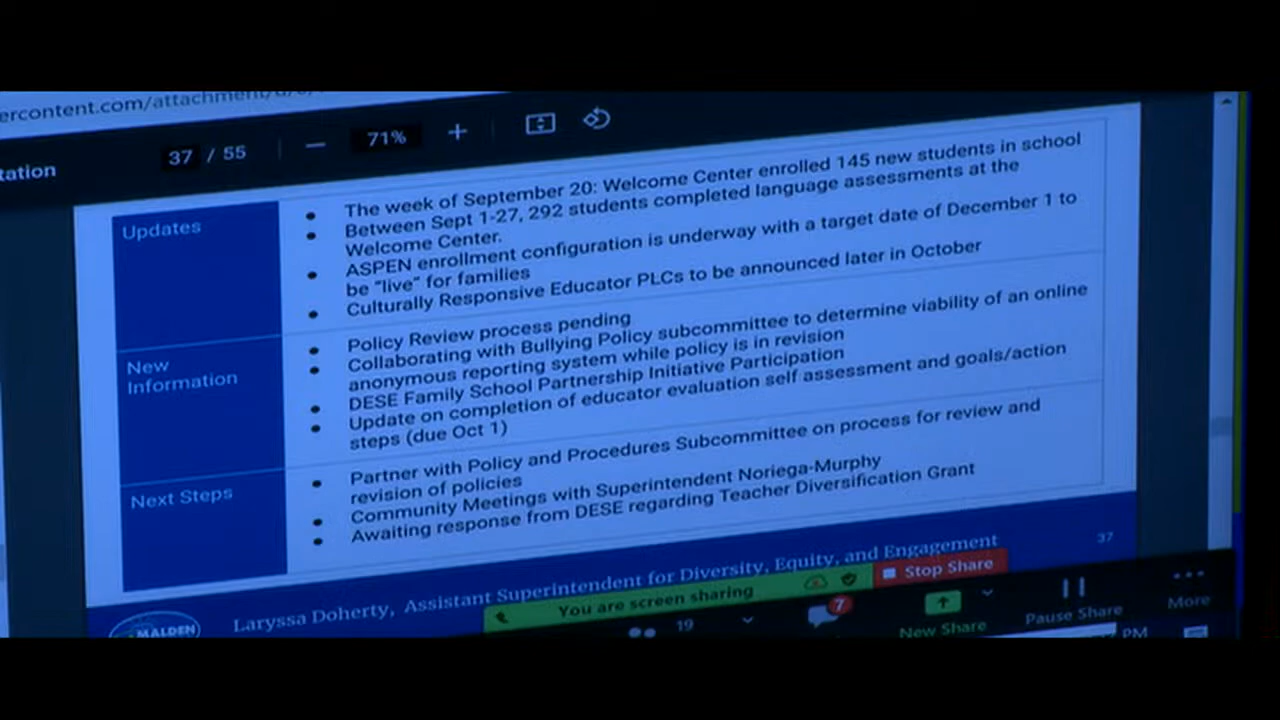 ercontent.com/attachment/
tation
37 / 55
71%
Updates
The week of September 20: Welcome Center enrolled 145 new students in school
Between Sept 1-27, 292 students completed language assessments at the
Welcome Center.
ASPEN enrollment configuration is underway with a target date of December 1 to
be "live" for families
Culturally Responsive Educator PLCs to be announced later in October
New
Information
Policy Review process pending
Collaborating with Bullying Policy subcommittee to determine viability of an online
anonymous reporting system while policy is in revision
DESE Family School Partnership Initiative Participation
Update on completion of educator evaluation self assessment and goals/action
steps (due Oct 1)
Next Steps
Partner with Policy and Procedures Subcommittee on process for review and
revision of policies
Community Meetings with Superintendent Noriega-Murphy
Awaiting response from DESE regarding Teacher Diversification Grant
MALDEN
Laryssa Doherty, Assistant Superintendent for Diversity, Equity, and Engagement
37
You are screen sharing
Stop Share
19
7
New Share
Pause Share
More
PM